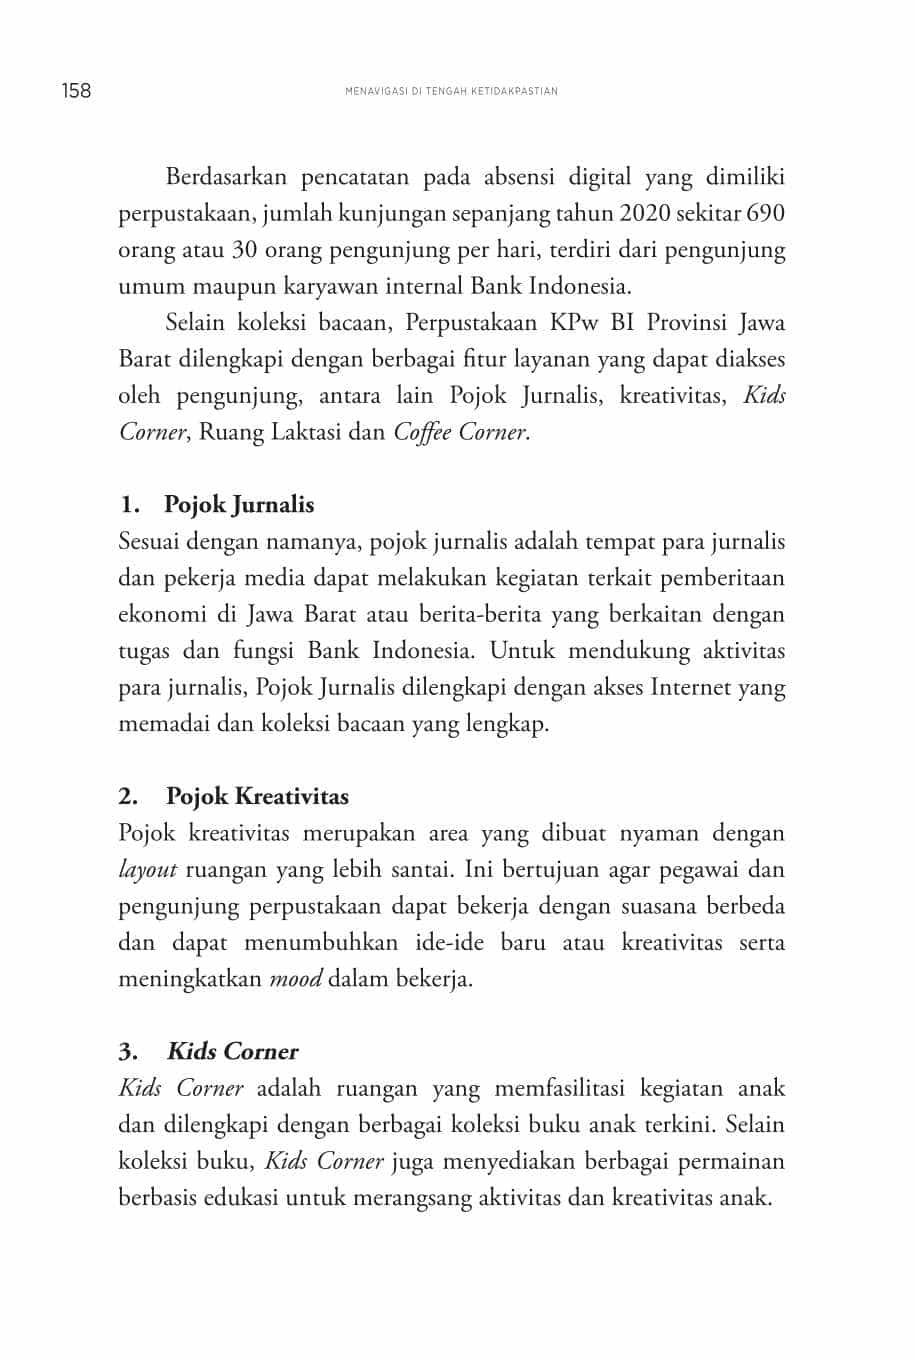 158
MENAVIGASI DI TENGAH KETIDAKPASTIAN
Berdasarkan pencatatan pada absensi digital yang dimiliki
perpustakaan, jumlah kunjungan sepanjang tahun 2020 sekitar 690
orang atau 30 orang pengunjung per hari, terdiri dari pengunjung
umum maupun karyawan internal Bank Indonesia.
Selain koleksi bacaan, Perpustakaan KPw BI Provinsi Jawa
Barat dilengkapi dengan berbagai fitur layanan yang dapat diakses
oleh pengunjung, antara lain Pojok Jurnalis, kreativitas, Kids
Corner, Ruang Laktasi dan Coffee Corner.
1. Pojok Jurnalis
Sesuai dengan namanya, pojok jurnalis adalah tempat para jurnalis
dan pekerja media dapat melakukan kegiatan terkait pemberitaan
ekonomi di Jawa Barat atau berita-berita yang berkaitan dengan
tugas dan fungsi Bank Indonesia. Untuk mendukung aktivitas
para jurnalis, Pojok Jurnalis dilengkapi dengan akses Internet yang
memadai dan koleksi bacaan yang lengkap.
2. Pojok Kreativitas
Pojok kreativitas merupakan area yang dibuat nyaman dengan
layout ruangan yang lebih santai. Ini bertujuan agar pegawai dan
pengunjung perpustakaan dapat bekerja dengan suasana berbeda
dan dapat menumbuhkan ide-ide baru atau kreativitas serta
meningkatkan mood dalam bekerja.
3. Kids Corner
Kids Corner adalah ruangan yang memfasilitasi kegiatan anak
dan dilengkapi dengan berbagai koleksi buku anak terkini. Selain
koleksi buku, Kids Corner juga menyediakan berbagai permainan
berbasis edukasi untuk merangsang aktivitas dan kreativitas anak.